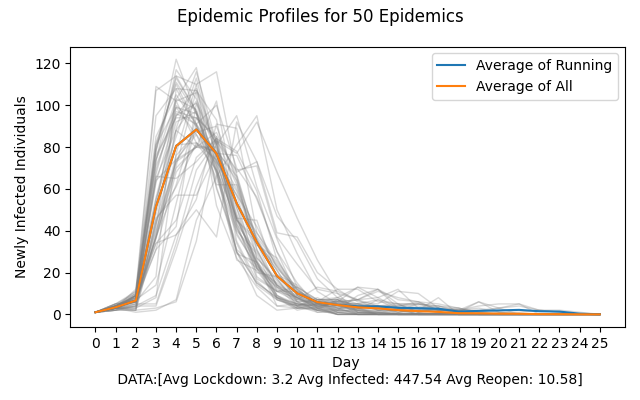 Epidemic Profiles for 50 Epidemics
Newly Infected Individuals
120
100
80
60
40
20
0
Average of Running
Average of All
0 1 2 3 4 5 6 7 8 9 10 11 12 13 14 15 16 17 18 19 20 21 22 23 24 25
Day
DATA:[Avg Lockdown: 3.2 Avg Infected: 447.54 Avg Reopen: 10.58]